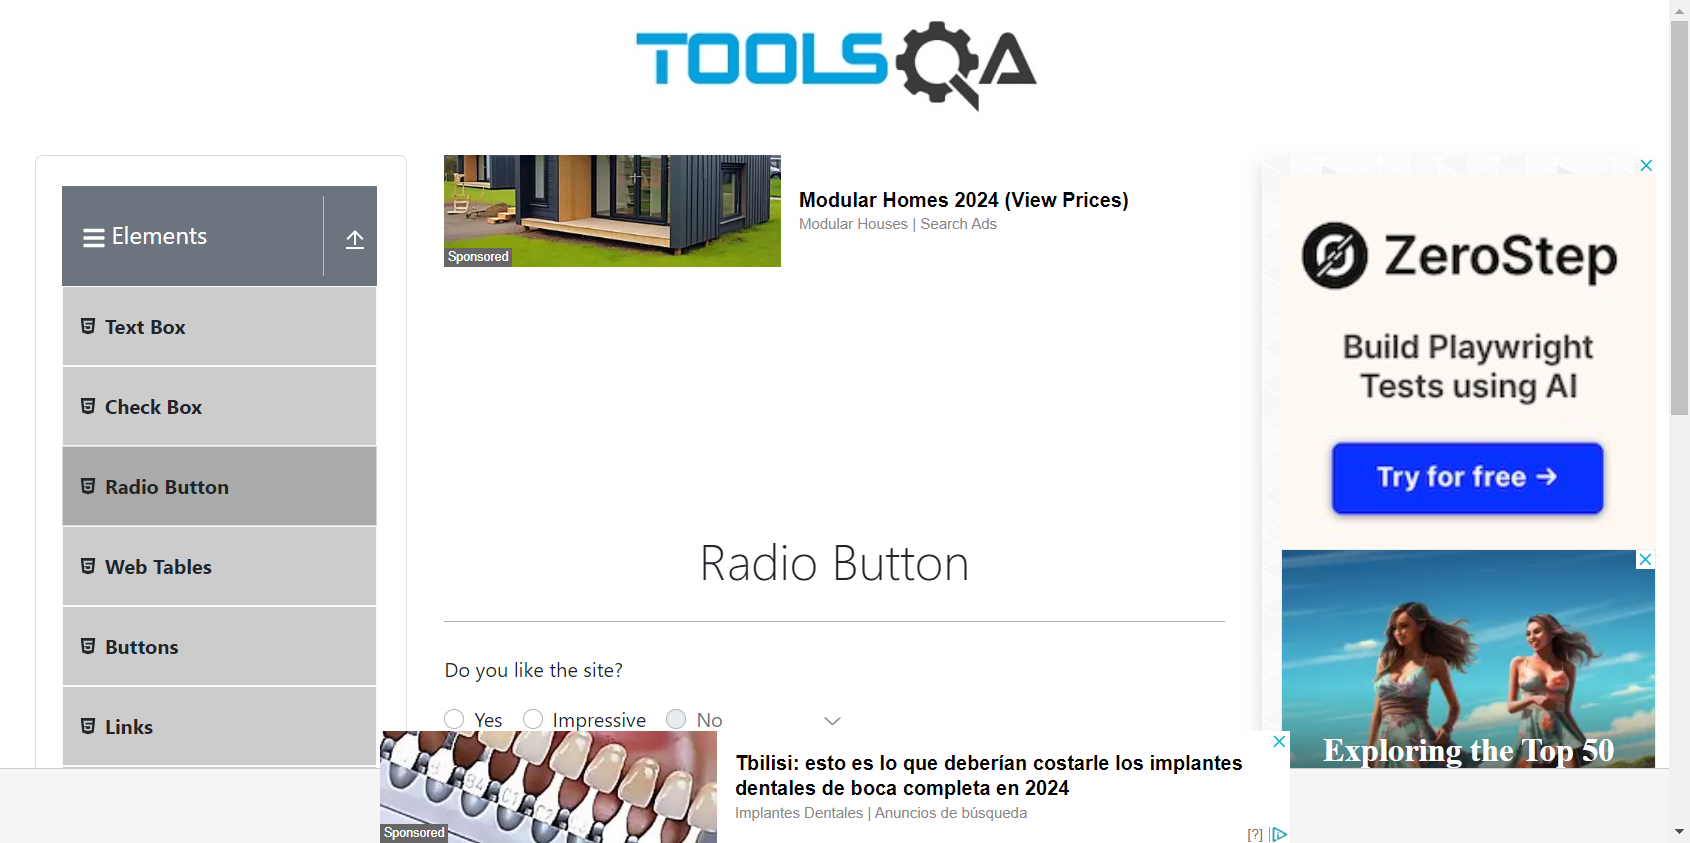 TOOLSQA
Elements
Text Box
Check Box
Radio Button
Web Tables
Buttons
Links
Sponsored
Modular Homes 2024 (View Prices)
Modular Houses | Search Ads
Radio Button
Do you like the site?
Yes
Impressive
No
Sponsored
Tbilisi: esto es lo que deberían costarle los implantes
dentales de boca completa en 2024
Implantes Dentales | Anuncios de búsqueda
[?]
ZeroStep
Build Playwright
Tests using AI
Try for free →
Exploring the Top 50